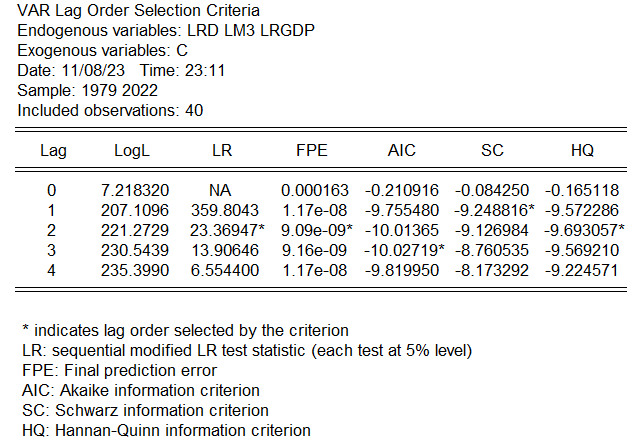 VAR Lag Order Selection Criteria
Endogenous variables: LRD LM3 LRGDP
Exogenous variables: C
Date: 11/08/23 Time: 23:11
Sample: 1979 2022
Included observations: 40
Lag LogL LR FPE AIC SC HQ
0 7.218320 NA 0.000163 -0.210916 -0.084250 -0.165118
1 207.1096 359.8043 1.17e-08 -9.755480 -9.248816* -9.572286
2 221.2729 23.36947* 9.09e-09* -10.01365 -9.126984 -9.693057*
3 230.5439 13.90646 9.16e-09 -10.02719* -8.760535 -9.569210
4 235.3990 6.554400 1.17e-08 -9.819950 -8.173292 -9.224571
* indicates lag order selected by the criterion
LR: sequential modified LR test statistic (each test at 5% level)
FPE: Final prediction error
AIC: Akaike information criterion
SC: Schwarz information criterion
HQ: Hannan-Quinn information criterion